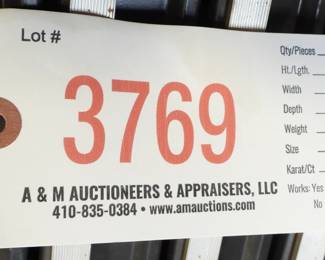 Lot #
3769
A & M AUCTIONEERS & APPRAISERS, LLC
410-835-0384 • www.amauctions.com
Qty/Pieces
Ht./Lgth.
Width
Depth
Weight
Size
Karat/Ct
Works: Yes
• No